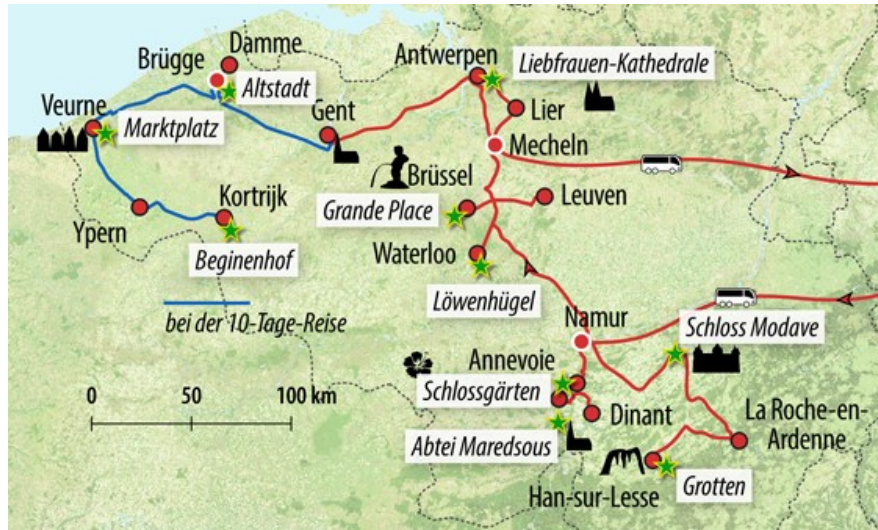 Damme
Brügge
Altstadt
Veurne
Marktplatz
Gent
Antwerpen
Liebfrauen-Kathedrale
Lier
Mecheln
Brüssel
Grande Place
Leuven
Kortrijk
Ypern
Beginenhof
Waterloo
Löwenhügel
bei der 10-Tage-Reise
Namur
Schloss Modave
Annevoie
Schlossgärten
0 50 100 km
Dinant
Abtei Maredsous
La Roche-en-
Ardenne
Han-sur-Lesse
Grotten